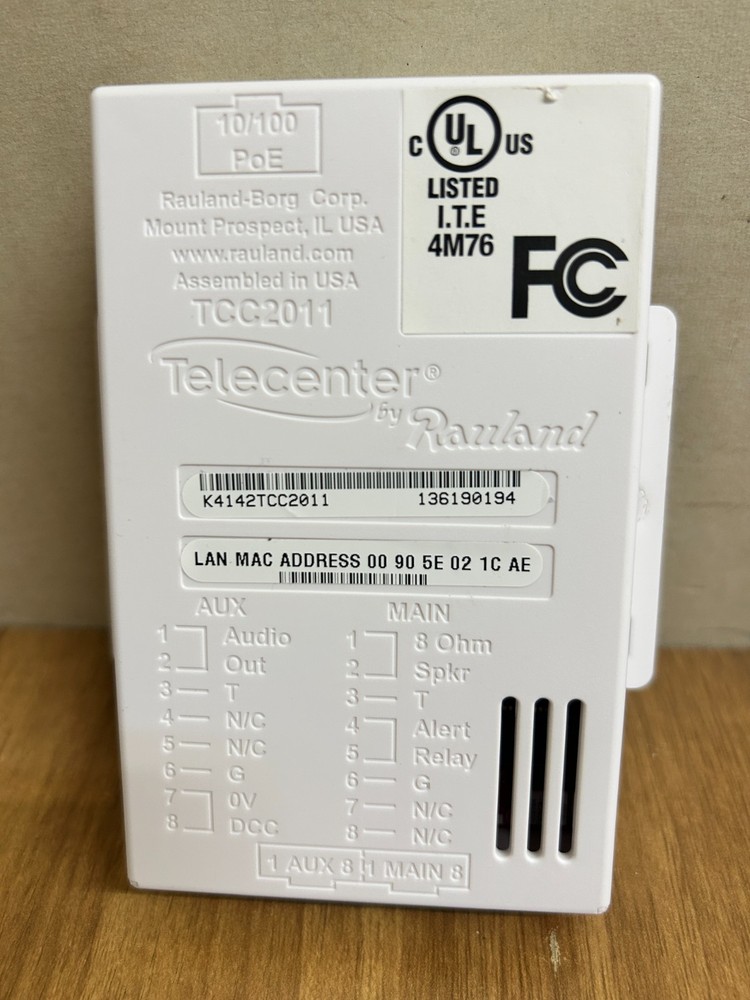 10/100
PoE
Rauland-Borg Corp.
Mount Prospect, IL USA
www.rauland.com
Assembled in USA
TCC2011
C UL ® US
LISTED
I.T.E
4M76
FC
Telecenter®
by Rauland
K4142TCC2011 136190194
LAN MAC ADDRESS 00 90 5E 02 1C AE
AUX
1 Audio
2 Out
3 T
4 N/C
5 N/C
6 G
7 0V
8 DCC
MAIN
1 8 Ohm
2 Spkr
3 T
4 Alert
5 Relay
6 G
7 N/C
8 N/C
1 AUX 8 1 MAIN 8